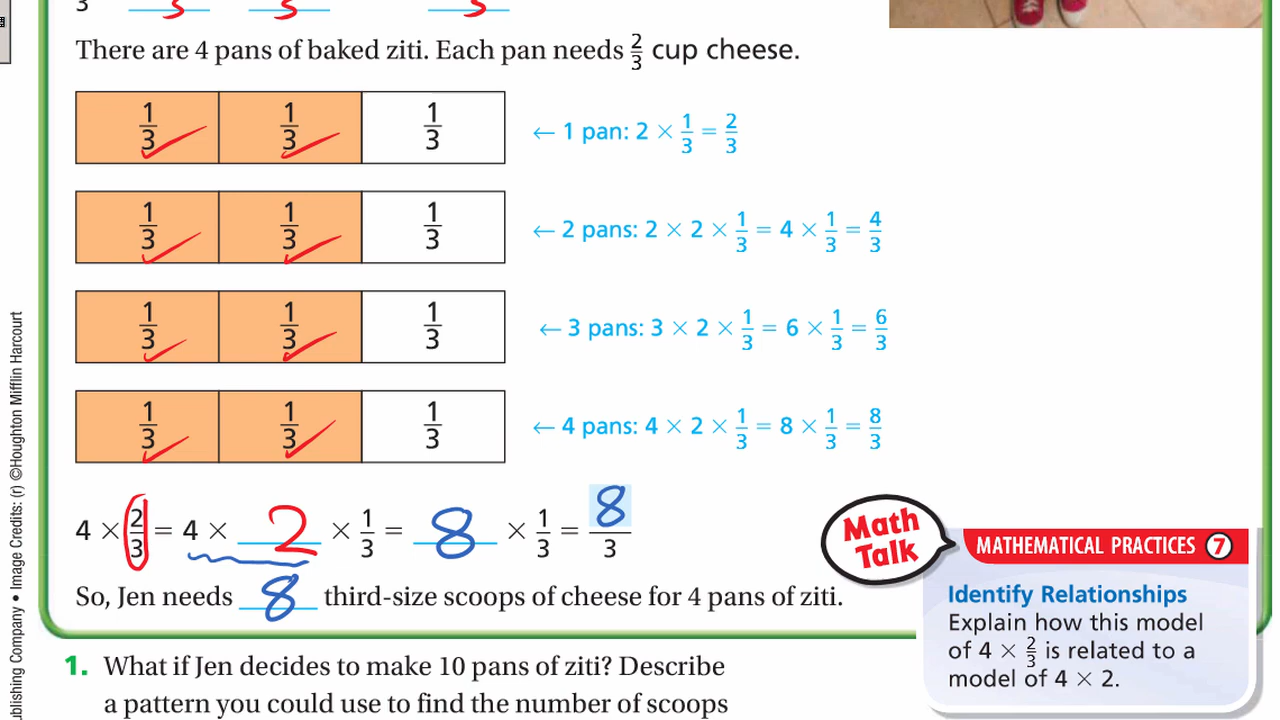 3 3 3 3
There are 4 pans of baked ziti. Each pan needs 2/3 cup cheese.
1/3 1/3 1/3 ← 1 pan: 2 × 1/3 = 2/3
1/3 1/3 1/3 ← 2 pans: 2 × 2 × 1/3 = 4 × 1/3 = 4/3
1/3 1/3 1/3 ← 3 pans: 3 × 2 × 1/3 = 6 × 1/3 = 6/3
1/3 1/3 1/3 ← 4 pans: 4 × 2 × 1/3 = 8 × 1/3 = 8/3
4 × 2/3 = 4 × 2 × 1/3 = 8 × 1/3 = 8/3
So, Jen needs 8 third-size scoops of cheese for 4 pans of ziti.
Math
Talk
MATHEMATICAL PRACTICES 7
Identify Relationships
Explain how this model
of 4 × 2/3 is related to a
model of 4 × 2.
1. What if Jen decides to make 10 pans of ziti? Describe
a pattern you could use to find the number of scoops
ublishing Company • Image Credits: (r) ©Houghton Mifflin Harcourt